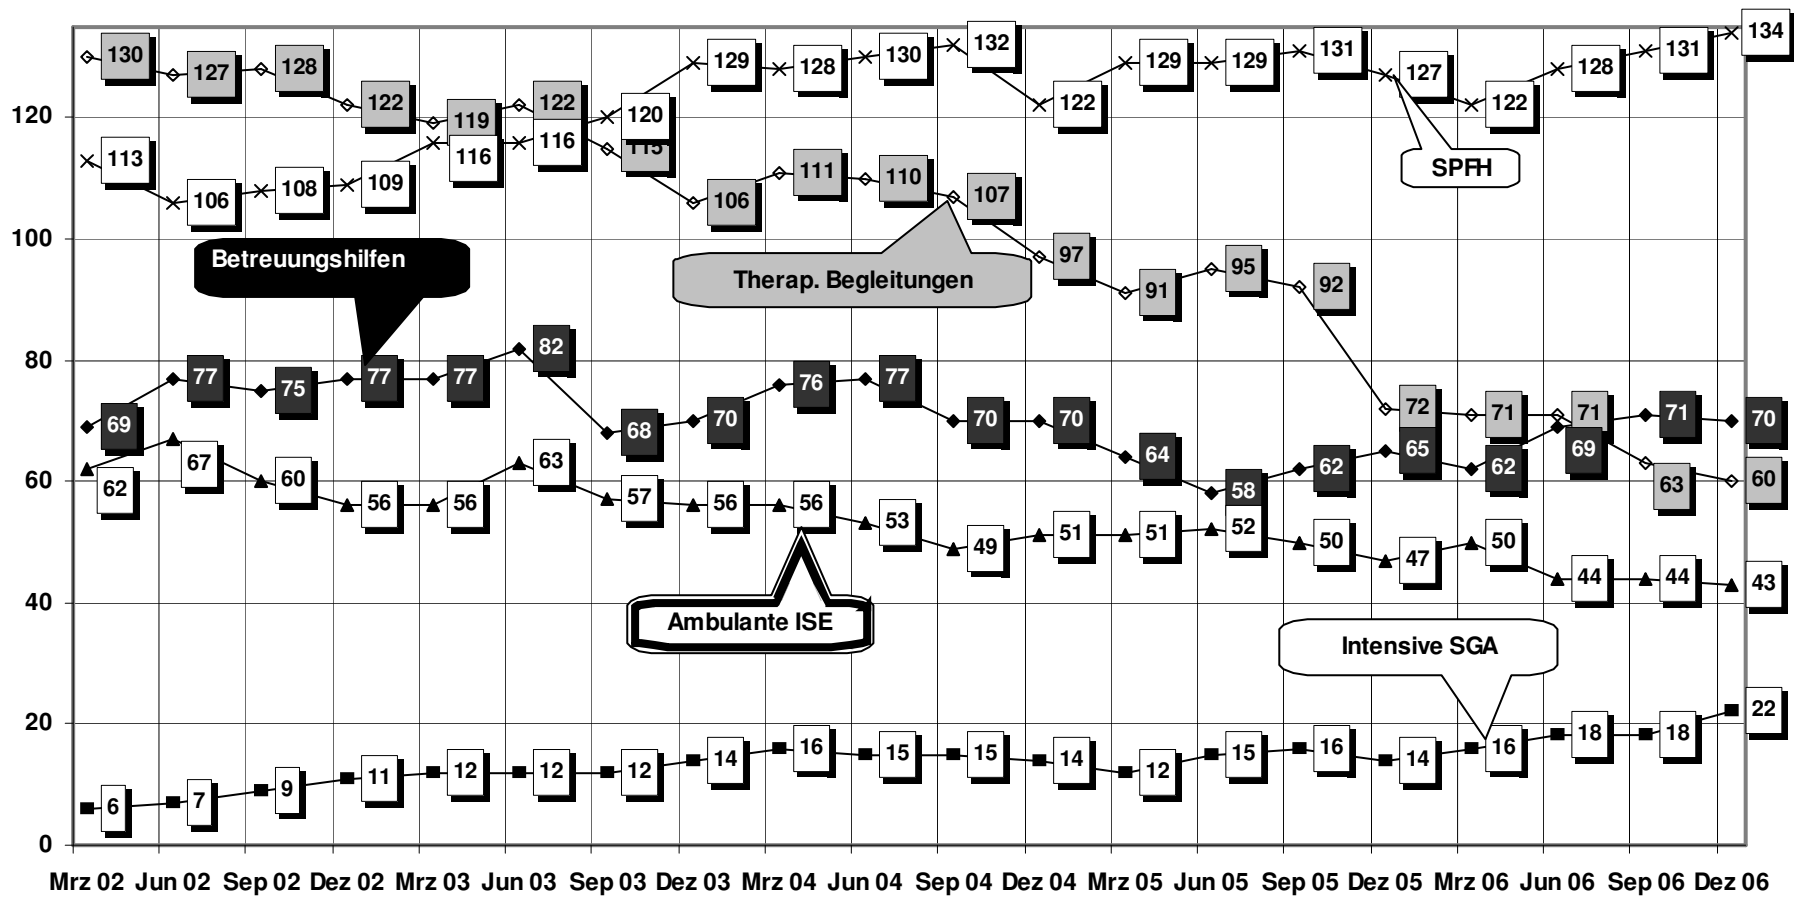 130 127 128 122 119 122 115 106 111 110 107 97 91 95 92 72 71 71 63 60
113 106 108 109 116 116 120 129 128 130 132 122 129 129 131 127 122 128 131 134
SPFH
Betreuungshilfen
Therap. Begleitungen
69 77 75 77 77 82 68 70 76 77 70 70 64 58 62 65 62 69 71 70
62 67 60 56 56 63 57 56 56 53 49 51 51 52 50 47 50 44 44 43
Ambulante ISE
Intensive SGA
6 7 9 11 12 12 12 14 16 15 15 14 12 15 16 14 16 18 18 22
120
100
80
60
40
20
0
Mrz 02 Jun 02 Sep 02 Dez 02 Mrz 03 Jun 03 Sep 03 Dez 03 Mrz 04 Jun 04 Sep 04 Dez 04 Mrz 05 Jun 05 Sep 05 Dez 05 Mrz 06 Jun 06 Sep 06 Dez 06